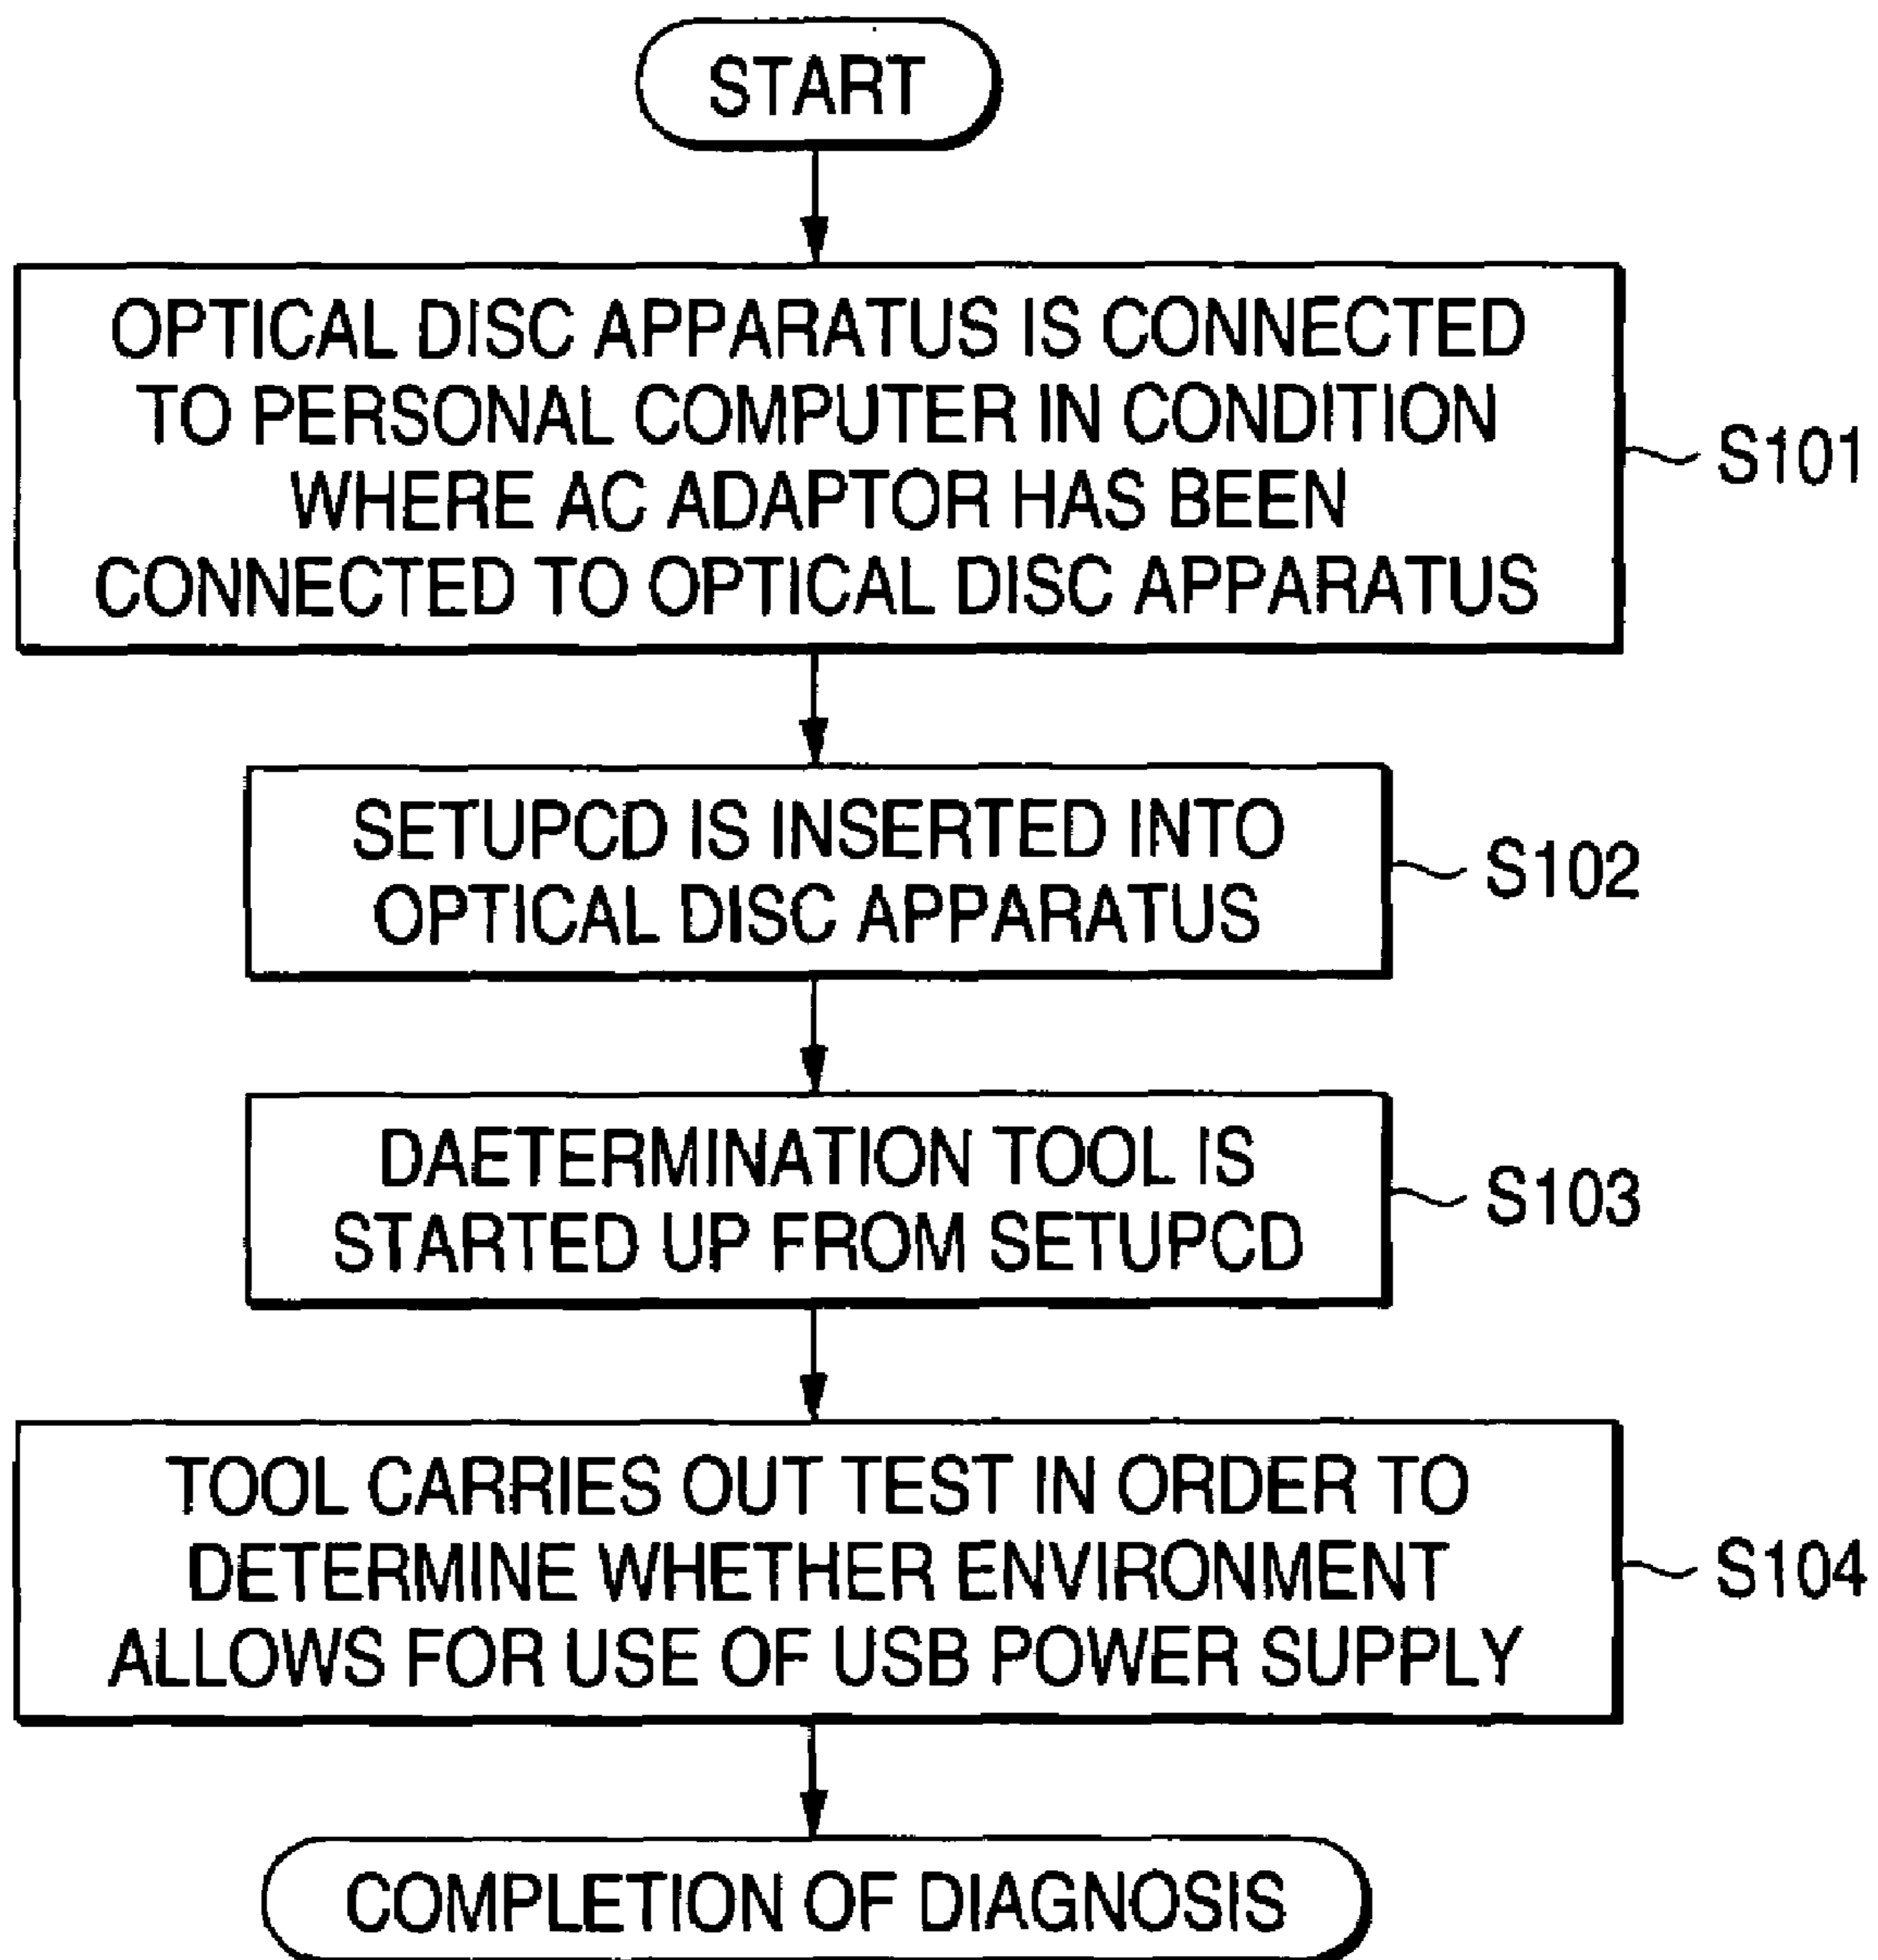 START
OPTICAL DISC APPARATUS IS CONNECTED
TO PERSONAL COMPUTER IN CONDITION
WHERE AC ADAPTOR HAS BEEN
CONNECTED TO OPTICAL DISC APPARATUS
S101
SETUPCD IS INSERTED INTO
OPTICAL DISC APPARATUS
S102
DAETERMINATION TOOL IS
STARTED UP FROM SETUPCD
S103
TOOL CARRIES OUT TEST IN ORDER TO
DETERMINE WHETHER ENVIRONMENT
ALLOWS FOR USE OF USB POWER SUPPLY
S104
COMPLETION OF DIAGNOSIS